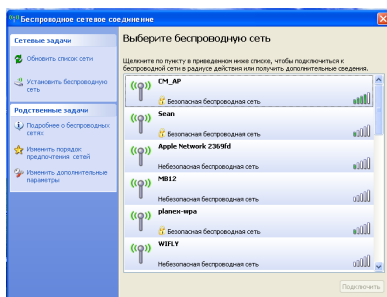 Беспроводное сетевое соединение
Сетевые задачи
Обновить список сети
Установить беспроводную
сеть
Родственные задачи
Подробнее о беспроводных
сетях
Изменить порядок
предпочтения сетей
Изменить дополнительные
параметры
Выберите беспроводную сеть
Щелкните по пункту в приведенном ниже списке, чтобы подключиться к
беспроводной сети в радиусе действия или получить дополнительные сведения.
CM_AP
Безопасная беспроводная сеть
Sean
Безопасная беспроводная сеть
Apple Network 2369fd
Небезопасная беспроводная сеть
MB12
Небезопасная беспроводная сеть
planex-wpa
Безопасная беспроводная сеть
WIFLY
Небезопасная беспроводная сеть
Подключить